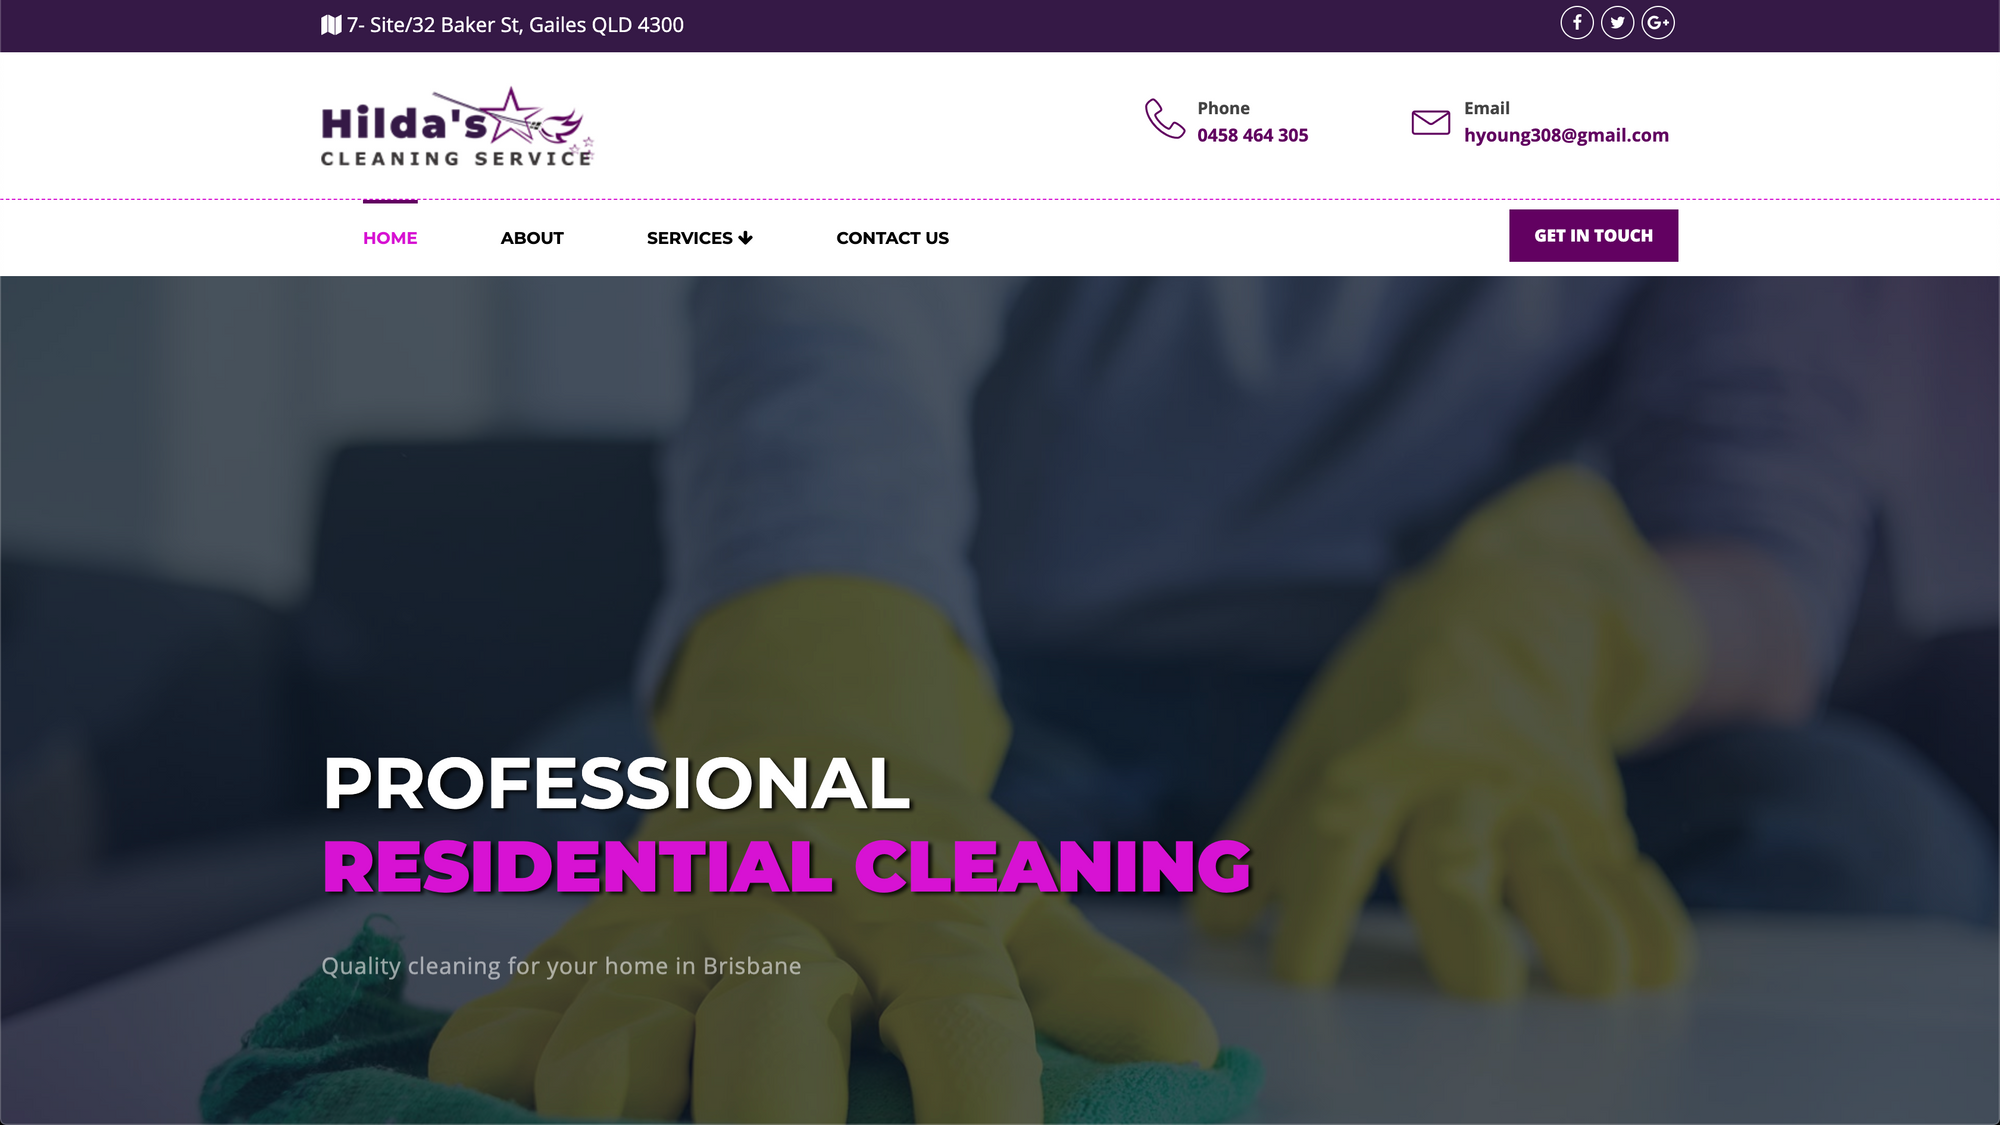 7- Site/32 Baker St, Gailes QLD 4300
Hilda's
CLEANING SERVICE
Phone
0458 464 305
Email
hyoung308@gmail.com
HOME
ABOUT
SERVICES
CONTACT US
GET IN TOUCH
PROFESSIONAL
RESIDENTIAL CLEANING
Quality cleaning for your home in Brisbane